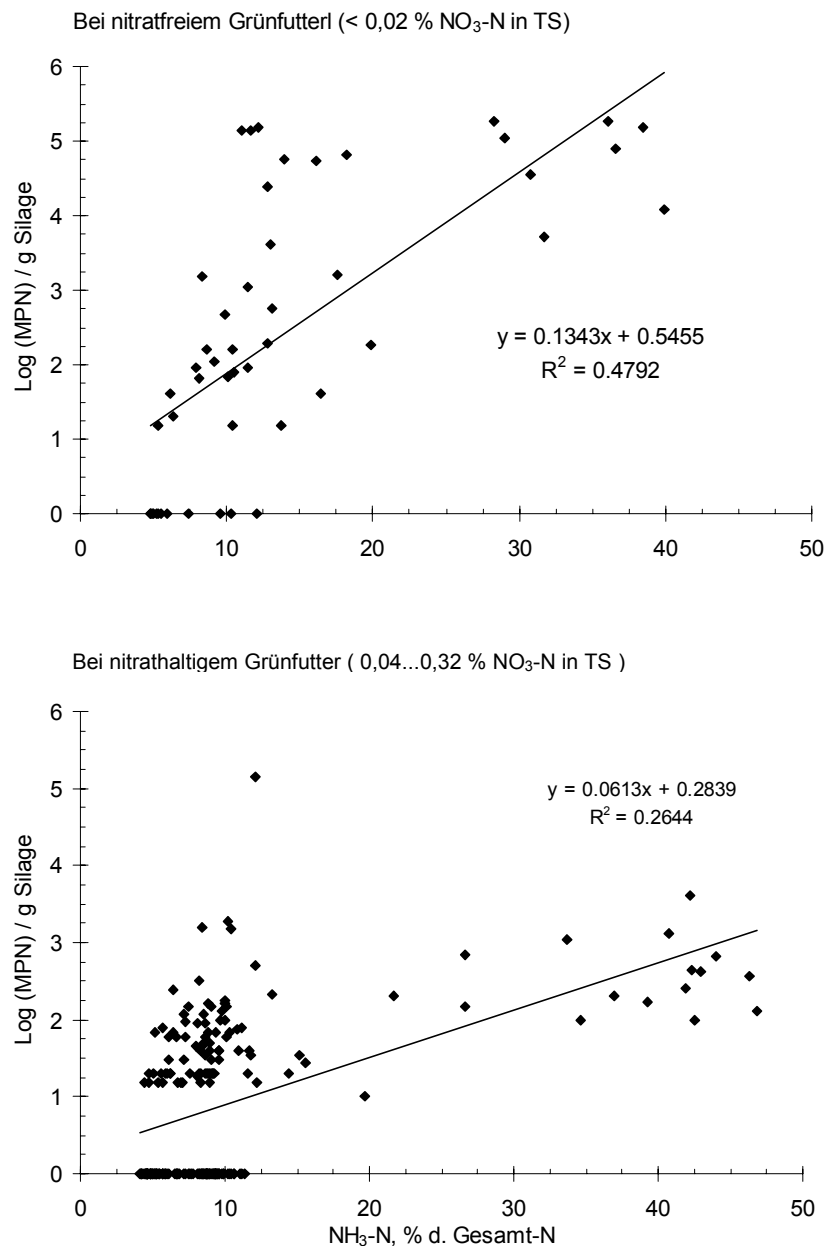 Bei nitratfreiem Grünfutterl (< 0,02 % NO₃-N in TS)
6
5
4
3
2
1
0
Log (MPN) / g Silage
y = 0.1343x + 0.5455
R² = 0.4792
0 10 20 30 40 50
Bei nitrathaltigem Grünfutter ( 0,04...0,32 % NO₃-N in TS )
6
5
4
3
2
1
0
Log (MPN) / g Silage
y = 0.0613x + 0.2839
R² = 0.2644
0 10 20 30 40 50
NH₃-N, % d. Gesamt-N